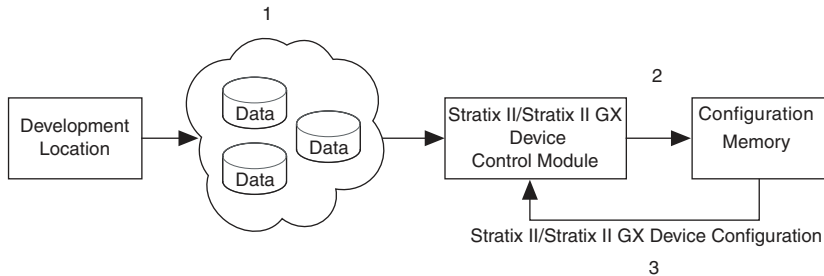 1
Development
Location
Data
Data
Data
Stratix II/Stratix II GX
Device
Control Module
2
Configuration
Memory
Stratix II/Stratix II GX Device Configuration
3